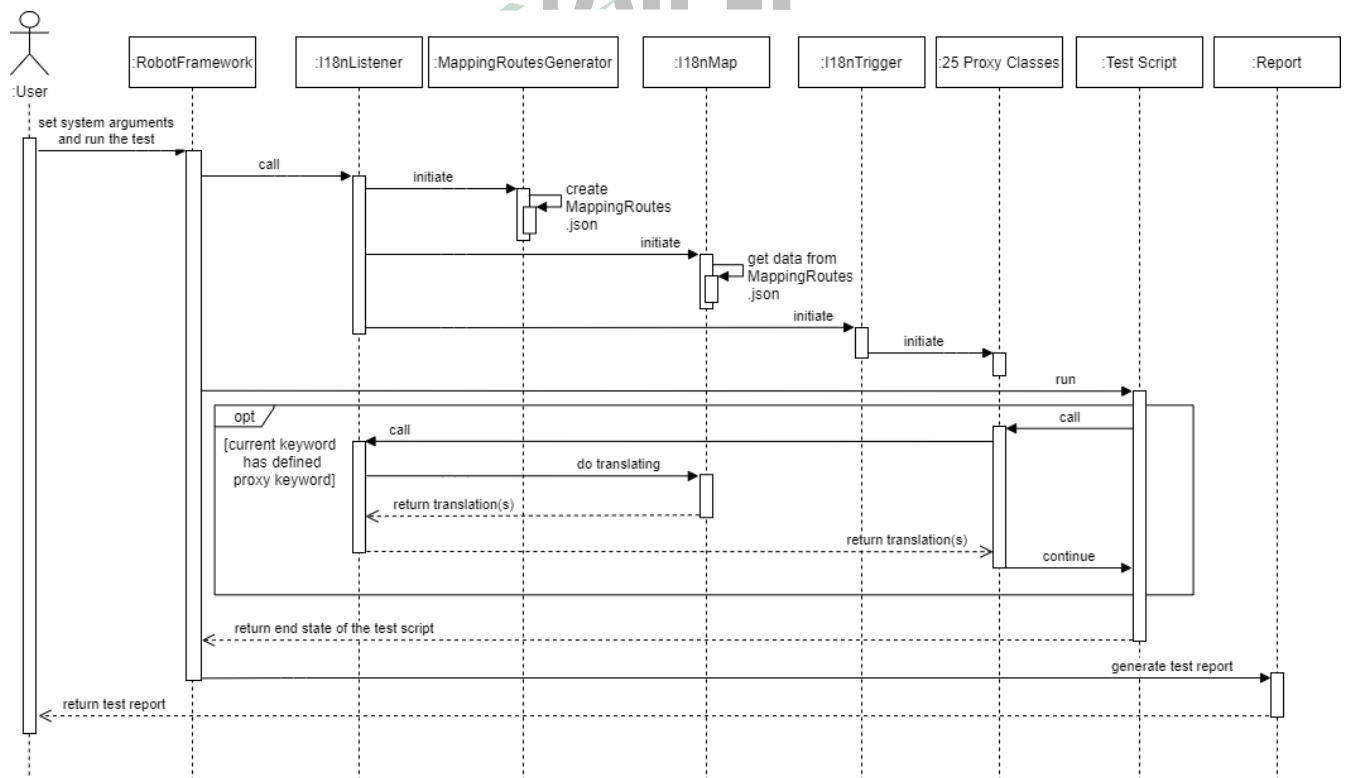 :User
:RobotFramework
:I18nListener
:MappingRoutesGenerator
:I18nMap
:I18nTrigger
:25 Proxy Classes
:Test Script
:Report
set system arguments
and run the test
call
initiate
create
MappingRoutes
.json
initiate
get data from
MappingRoutes
.json
initiate
initiate
run
opt
[current keyword
has defined
proxy keyword]
call
call
do translating
return translation(s)
return translation(s)
continue
return end state of the test script
generate test report
return test report